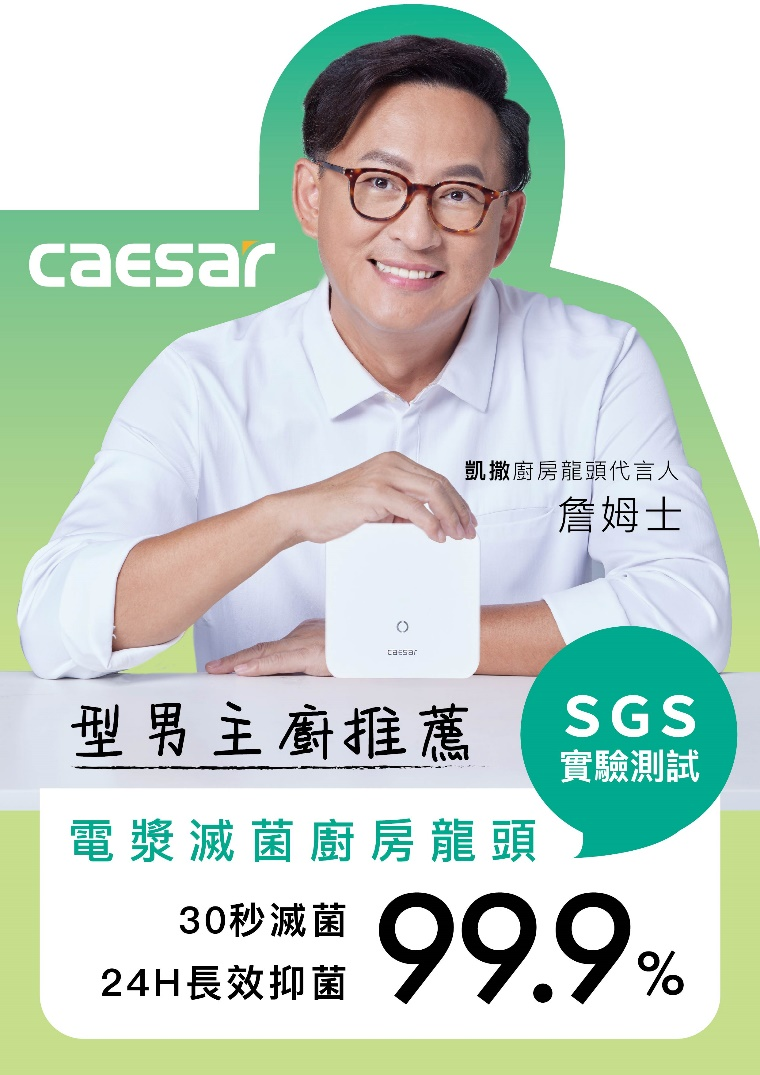 caesar
凱撒廚房龍頭代言人
詹姆士
caesar
型男主廚推薦
SGS
實驗測試
電漿滅菌廚房龍頭
30秒滅菌
24H長效抑菌
99.9%